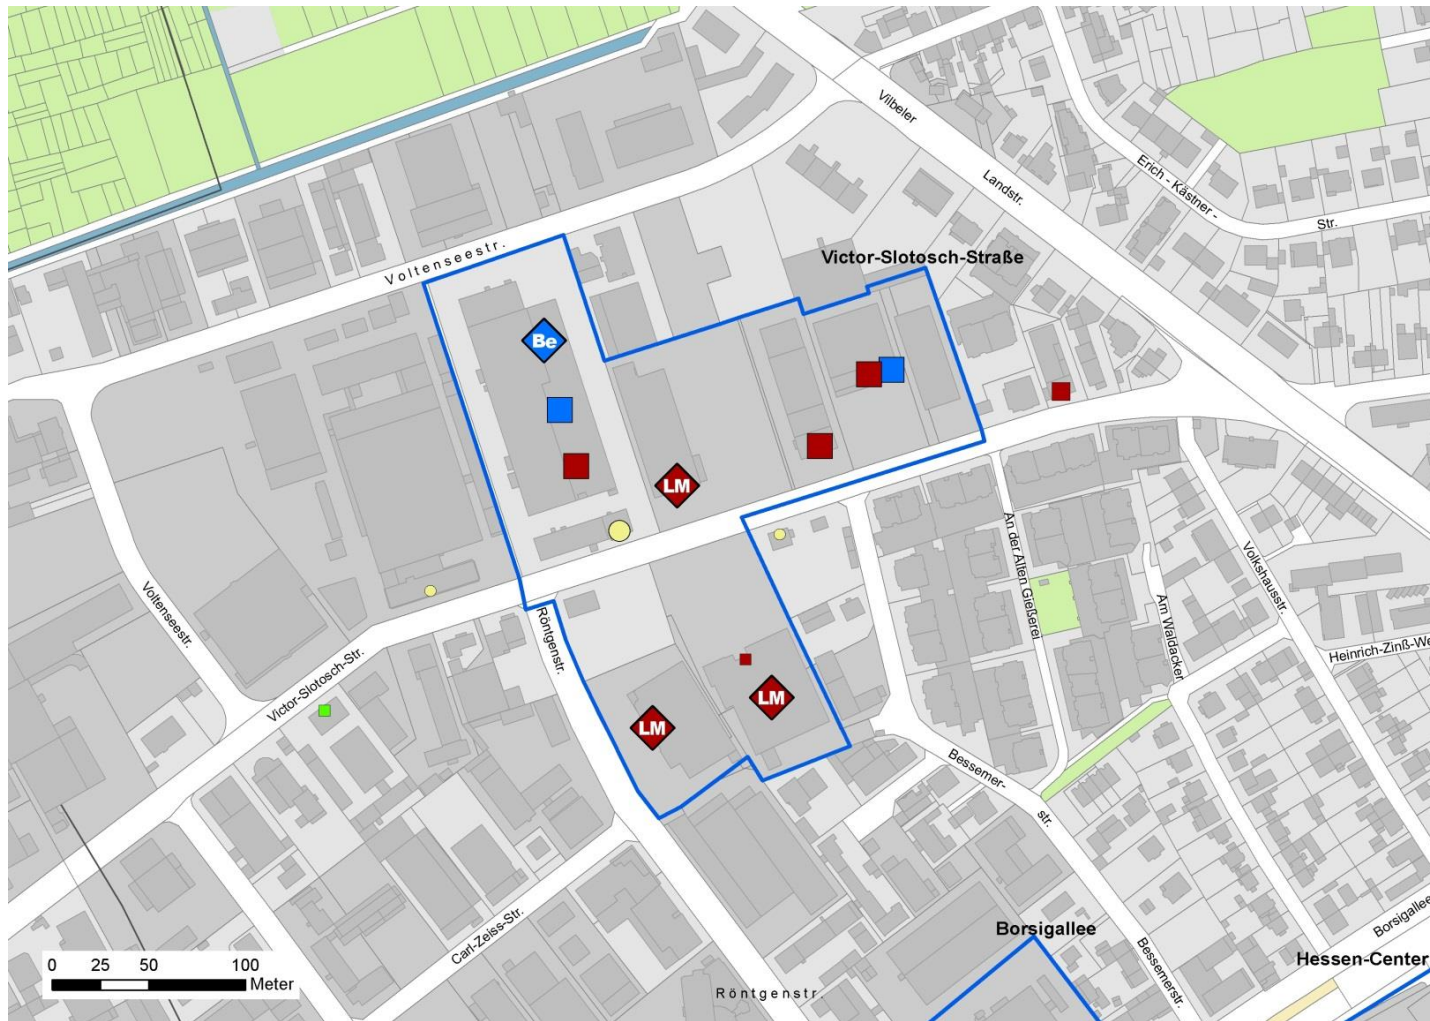 Vilbeler
Landstr.
Erich - Kästner -
Str.
Voltenseestr.
Victor-Slotosch-Straße
Be
LM
An der Alten Gießerei
Volkshausstr.
Am Waldacker
Heinrich-Zinß-We
Voltenseestr.
Röntgenstr.
Victor-Slotosch-Str.
LM
LM
Bessemer-
str.
Carl-Zeiss-Str.
Borsigallee
Borsigallee
Hessen-Center
Bessemerstr.
0 25 50 100
Meter
Röntgenstr.